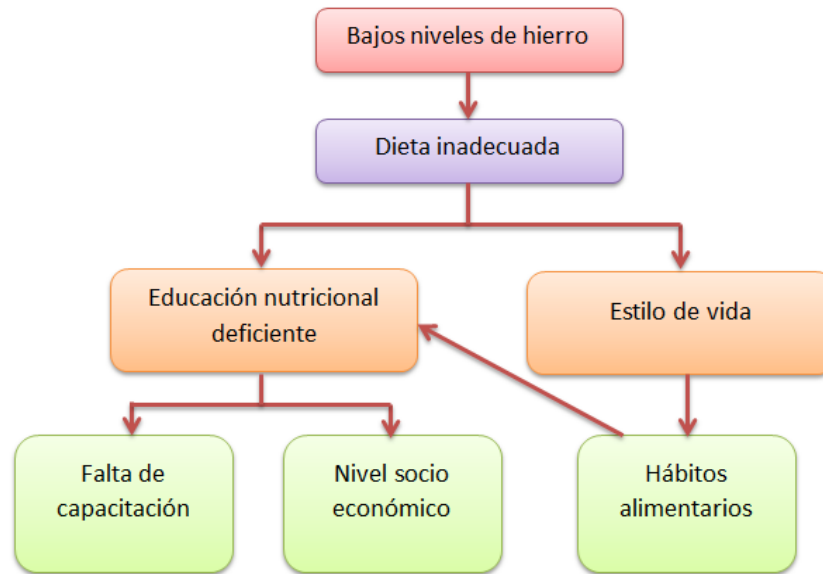 Bajos niveles de hierro
Dieta inadecuada
Educación nutricional
deficiente
Estilo de vida
Falta de
capacitación
Nivel socio
económico
Hábitos
alimentarios